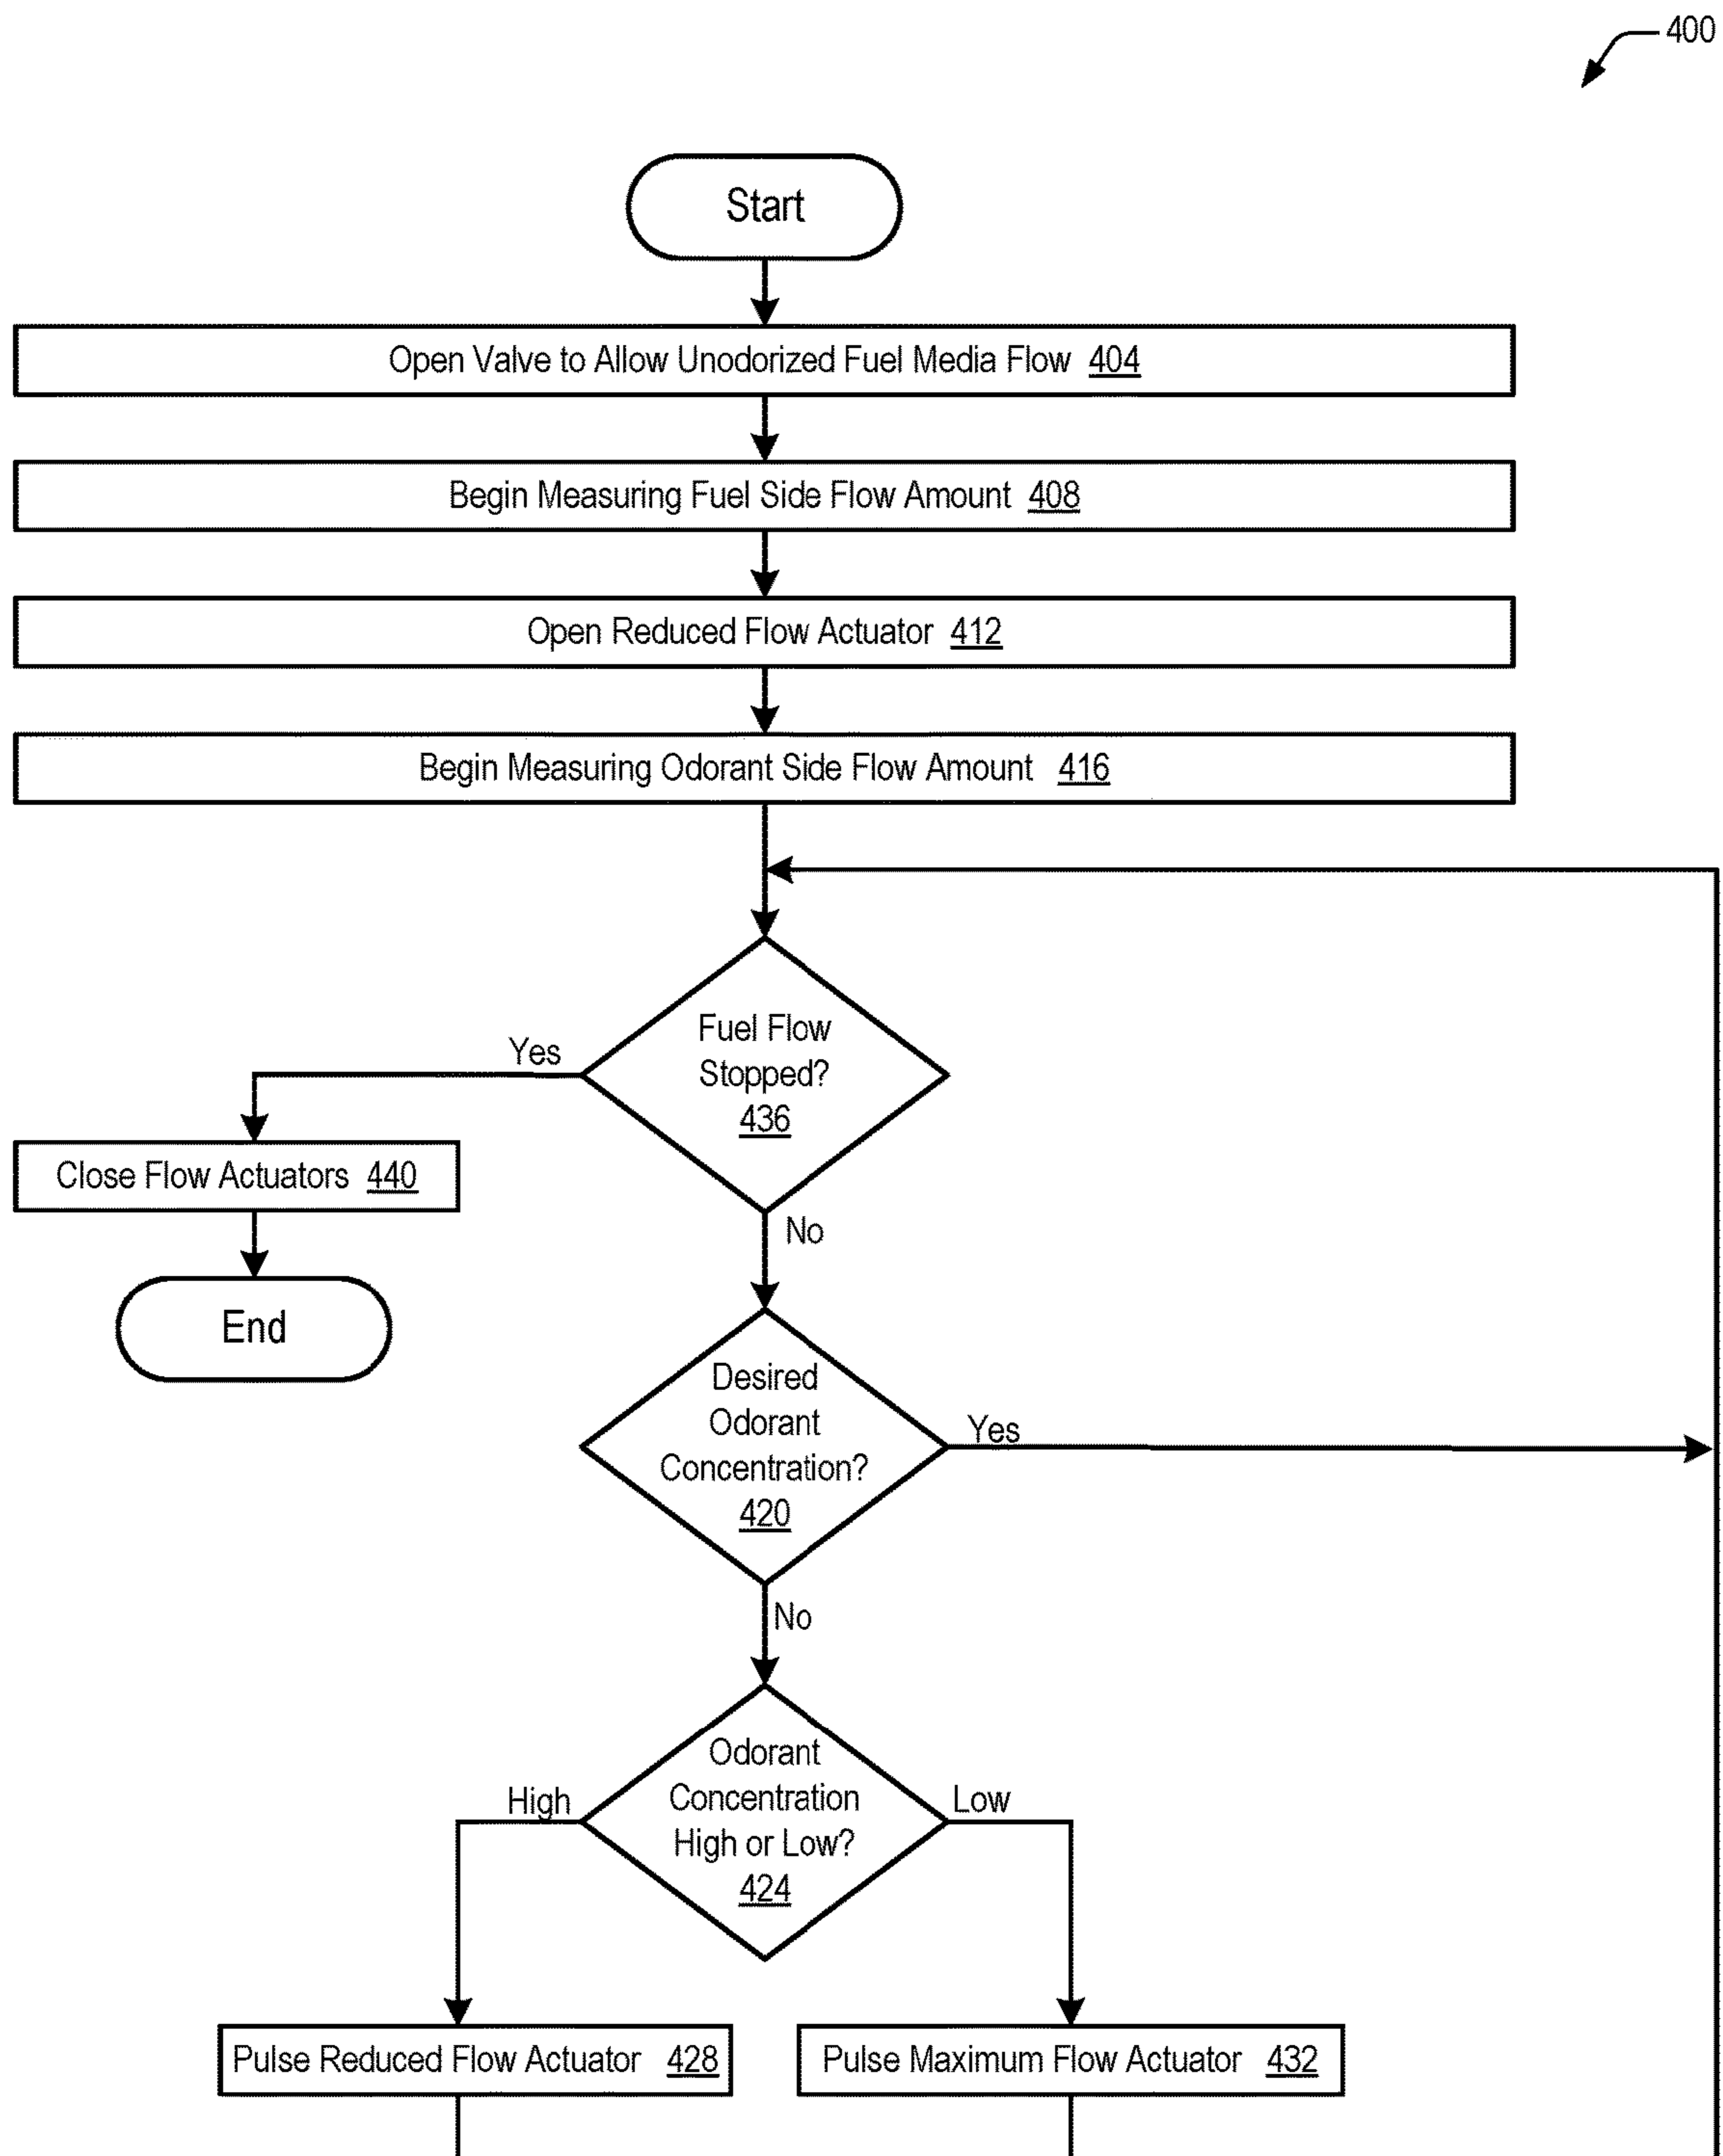 400
Start
Open Valve to Allow Unodorized Fuel Media Flow 404
Begin Measuring Fuel Side Flow Amount 408
Open Reduced Flow Actuator 412
Begin Measuring Odorant Side Flow Amount 416
Fuel Flow
Stopped?
436
Yes
Close Flow Actuators 440
End
No
Desired
Odorant
Concentration?
420
Yes
No
Odorant
Concentration
High or Low?
424
High
Low
Pulse Reduced Flow Actuator 428
Pulse Maximum Flow Actuator 432